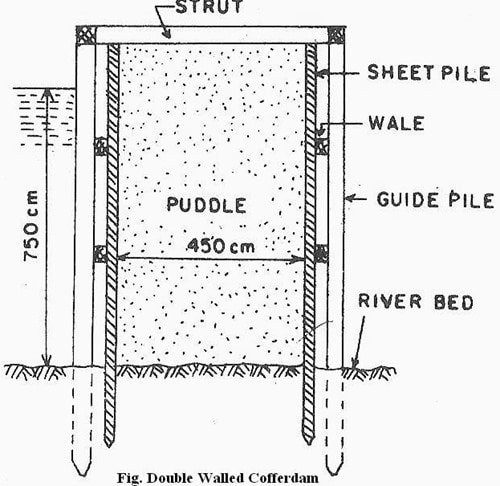 STRUT
SHEET PILE
WALE
GUIDE PILE
PUDDLE
450 cm
750 cm
RIVER BED
Fig. Double Walled Cofferdam